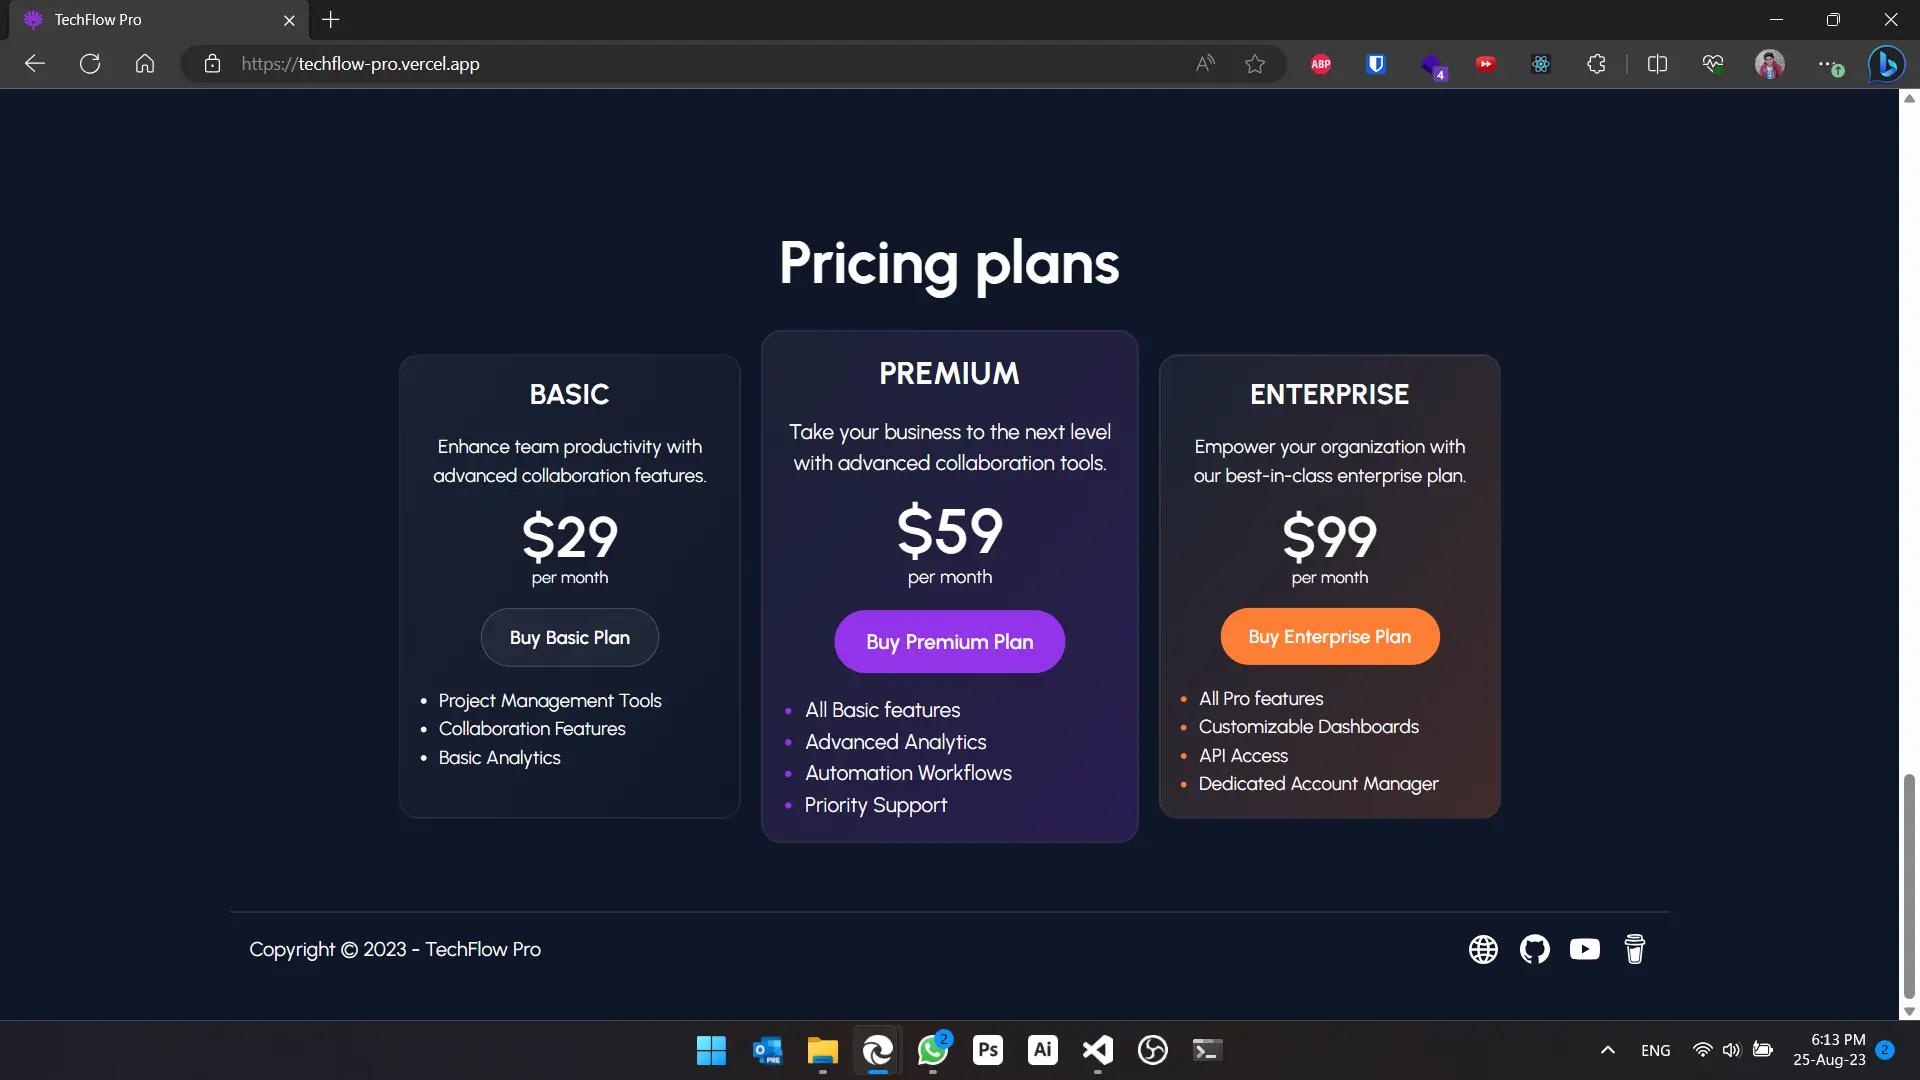 TechFlow Pro
https://techflow-pro.vercel.app
A
ABP
4
Pricing plans
BASIC
Enhance team productivity with
advanced collaboration features.
$29
per month
Buy Basic Plan
• Project Management Tools
• Collaboration Features
• Basic Analytics
PREMIUM
Take your business to the next level
with advanced collaboration tools.
$59
per month
Buy Premium Plan
• All Basic features
• Advanced Analytics
• Automation Workflows
• Priority Support
ENTERPRISE
Empower your organization with
our best-in-class enterprise plan.
$99
per month
Buy Enterprise Plan
• All Pro features
• Customizable Dashboards
• API Access
• Dedicated Account Manager
Copyright © 2023 - TechFlow Pro
O
PRE
2
Ps
Ai
ENG
6:13 PM
25-Aug-23
2